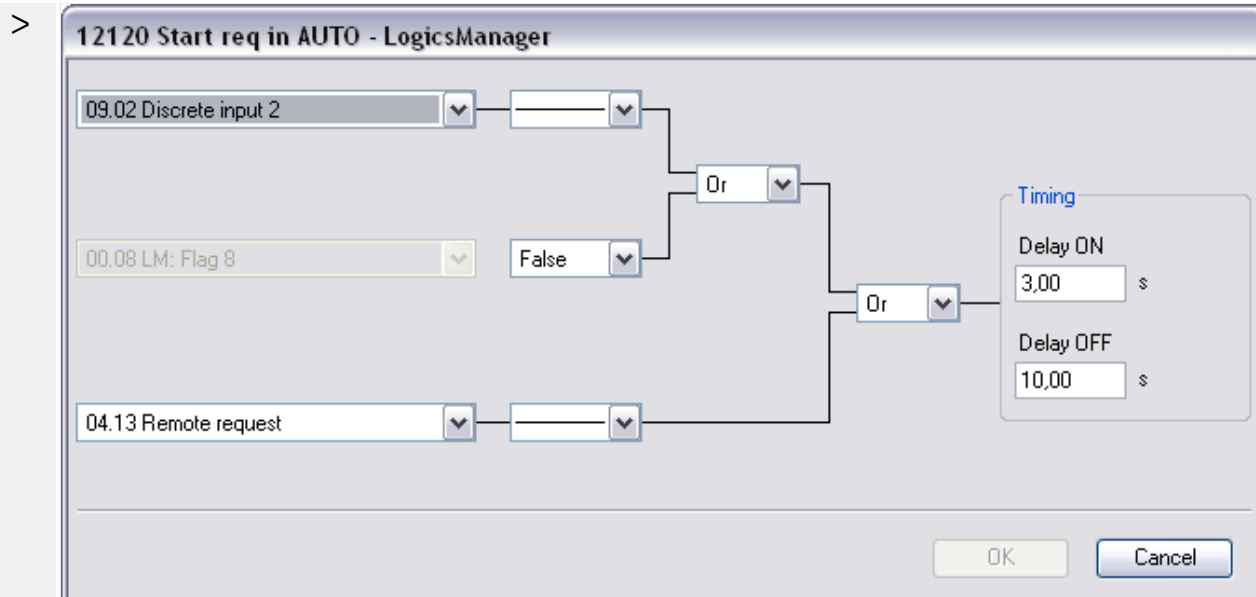 >
12120 Start req in AUTO - LogicsManager
09.02 Discrete input 2
Or
Timing
00.08 LM: Flag 8
False
Delay ON
3,00 s
Or
Delay OFF
10,00 s
04.13 Remote request
OK
Cancel